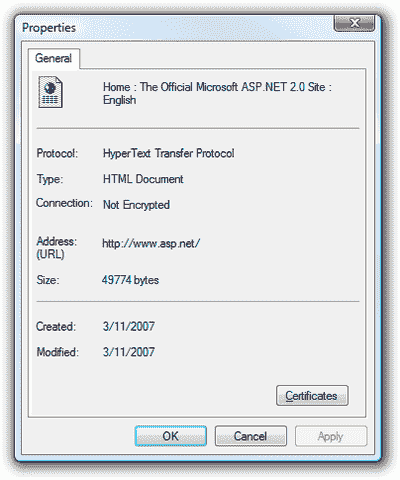 Properties
General
Home : The Official Microsoft ASP.NET 2.0 Site :
English
Protocol: HyperText Transfer Protocol
Type: HTML Document
Connection: Not Encrypted
Address: http://www.asp.net/
(URL)
Size: 49774 bytes
Created: 3/11/2007
Modified: 3/11/2007
Certificates
OK Cancel Apply